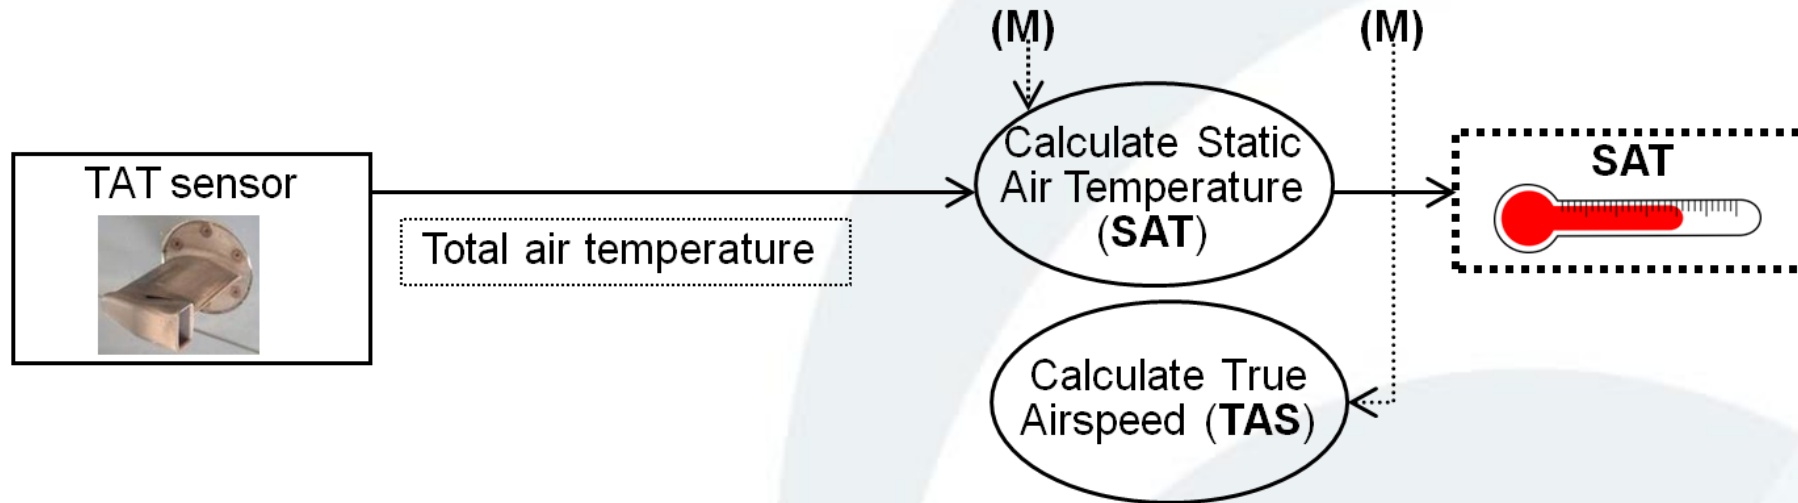 (M)
(M)
TAT sensor
Total air temperature
Calculate Static
Air Temperature
(SAT)
SAT
Calculate True
Airspeed (TAS)